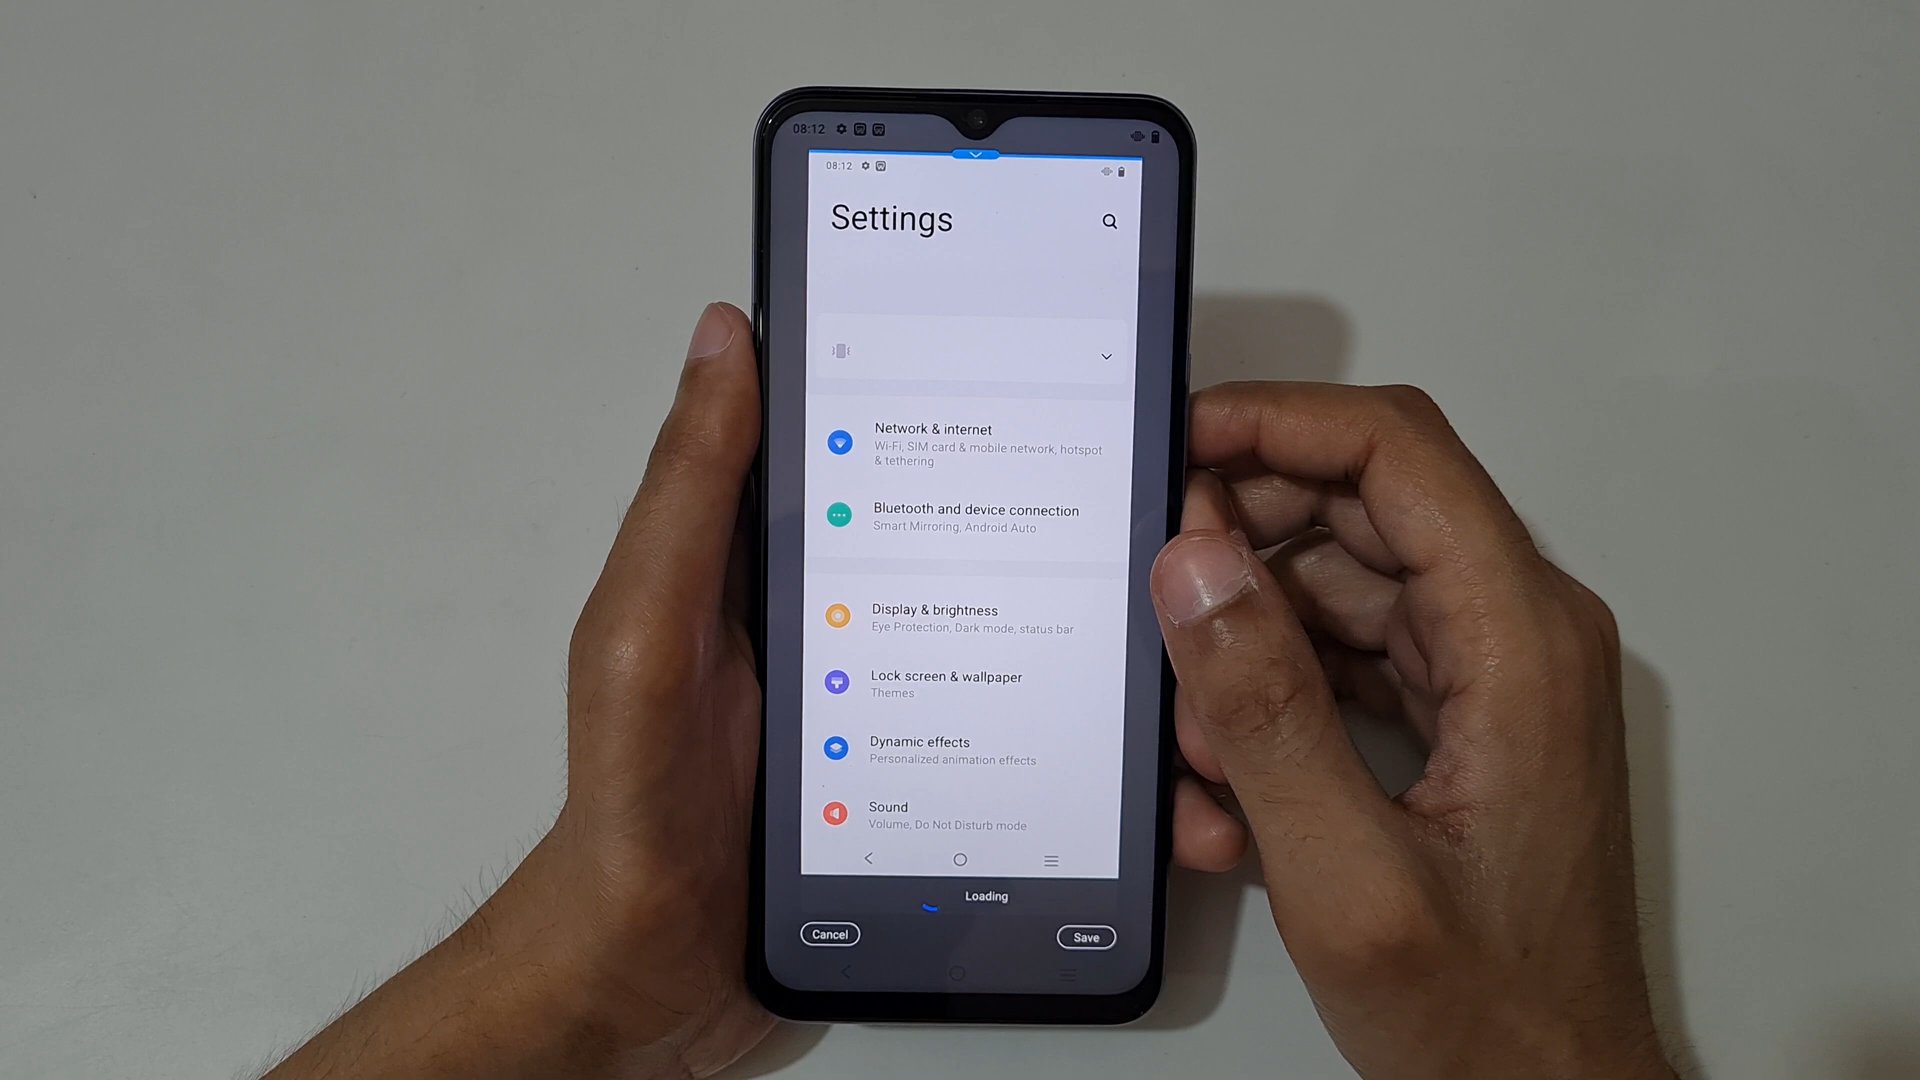 08:12
08:12
Settings
Network & internet
Wi-Fi, SIM card & mobile network, hotspot
& tethering
Bluetooth and device connection
Smart Mirroring, Android Auto
Display & brightness
Eye Protection, Dark mode, status bar
Lock screen & wallpaper
Themes
Dynamic effects
Personalized animation effects
Sound
Volume, Do Not Disturb mode
Loading
Cancel
Save